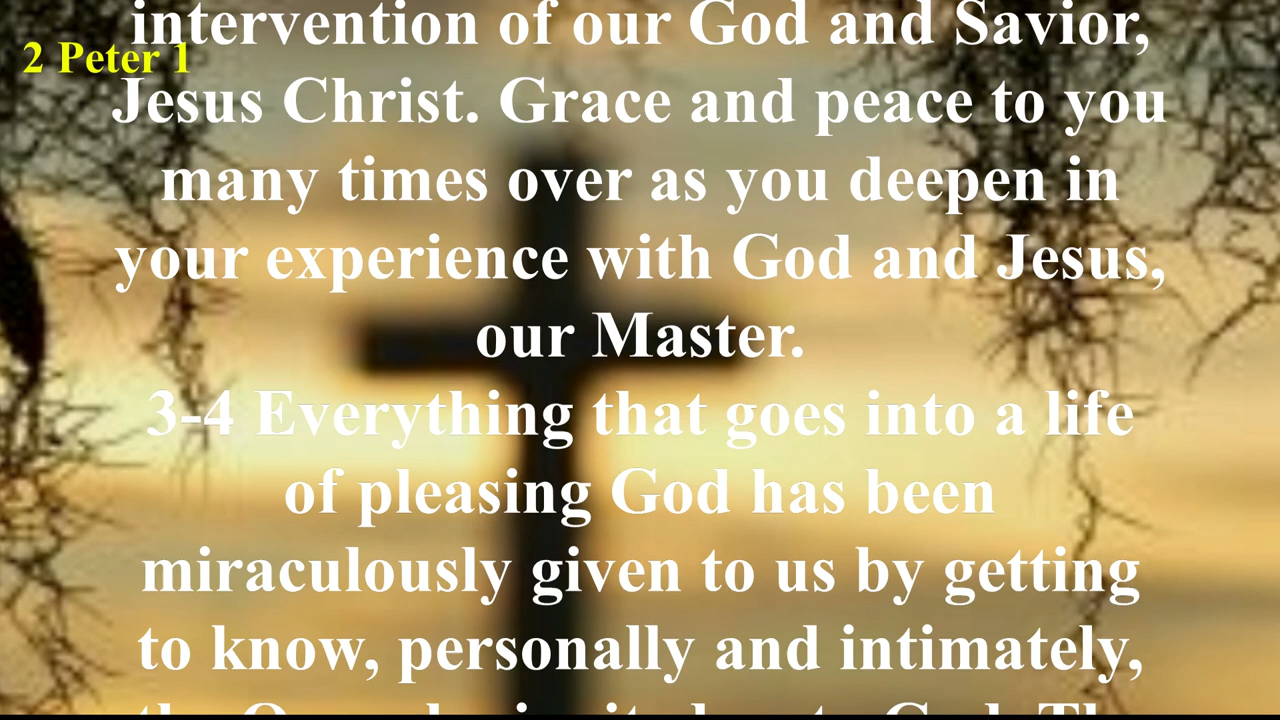 intervention of our God and Savior,
2 Peter 1
Jesus Christ. Grace and peace to you
many times over as you deepen in
your experience with God and Jesus,
our Master.
3-4 Everything that goes into a life
of pleasing God has been
miraculously given to us by getting
to know, personally and intimately,